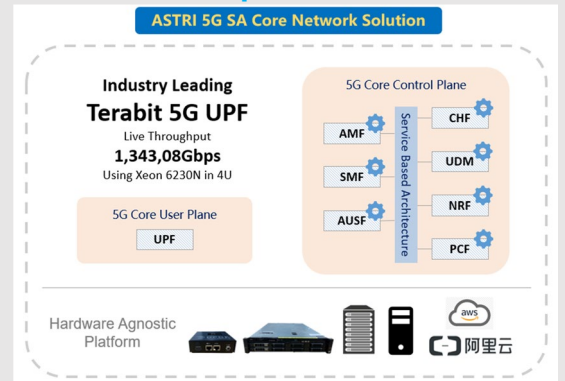 ASTRI 5G SA Core Network Solution
Industry Leading
Terabit 5G UPF
Live Throughput
1,343,08Gbps
Using Xeon 6230N in 4U
5G Core User Plane
UPF
5G Core Control Plane
AMF
SMF
AUSF
Service Based Architecture
CHF
UDM
NRF
PCF
Hardware Agnostic
Platform
aws
阿里云